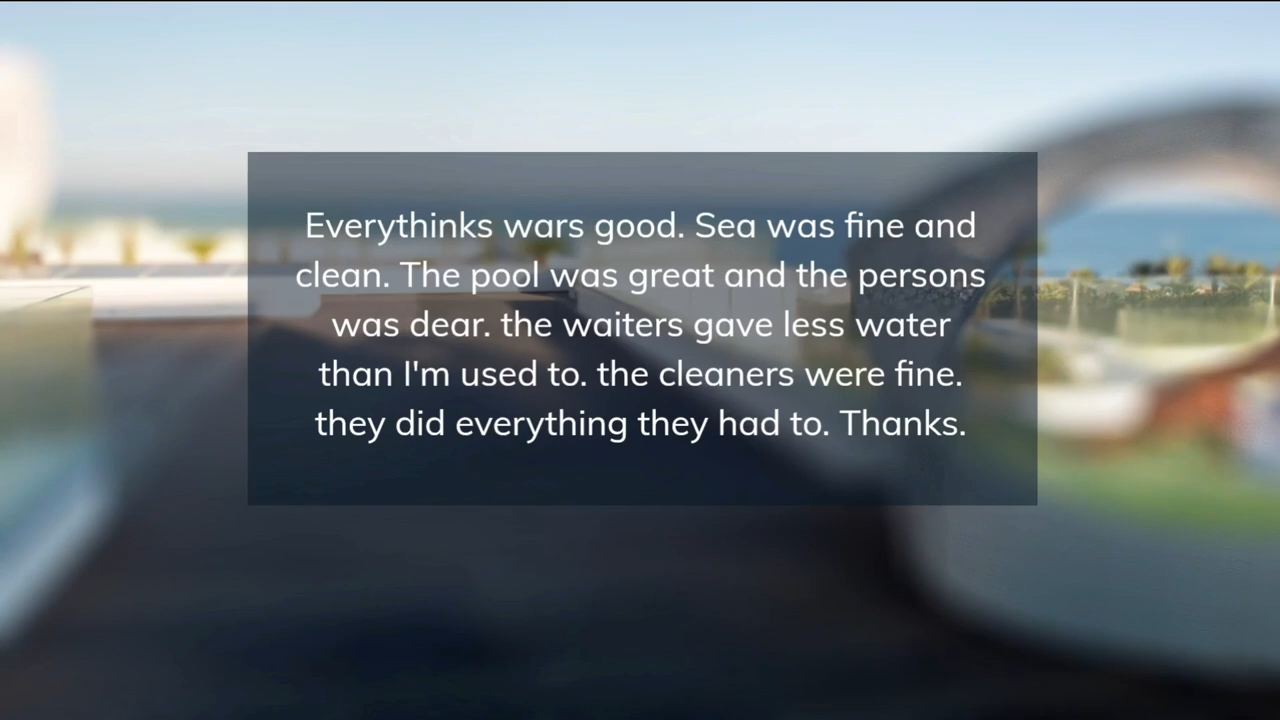 Everythinks wars good. Sea was fine and
clean. The pool was great and the persons
was dear. the waiters gave less water
than I'm used to. the cleaners were fine.
they did everything they had to. Thanks.